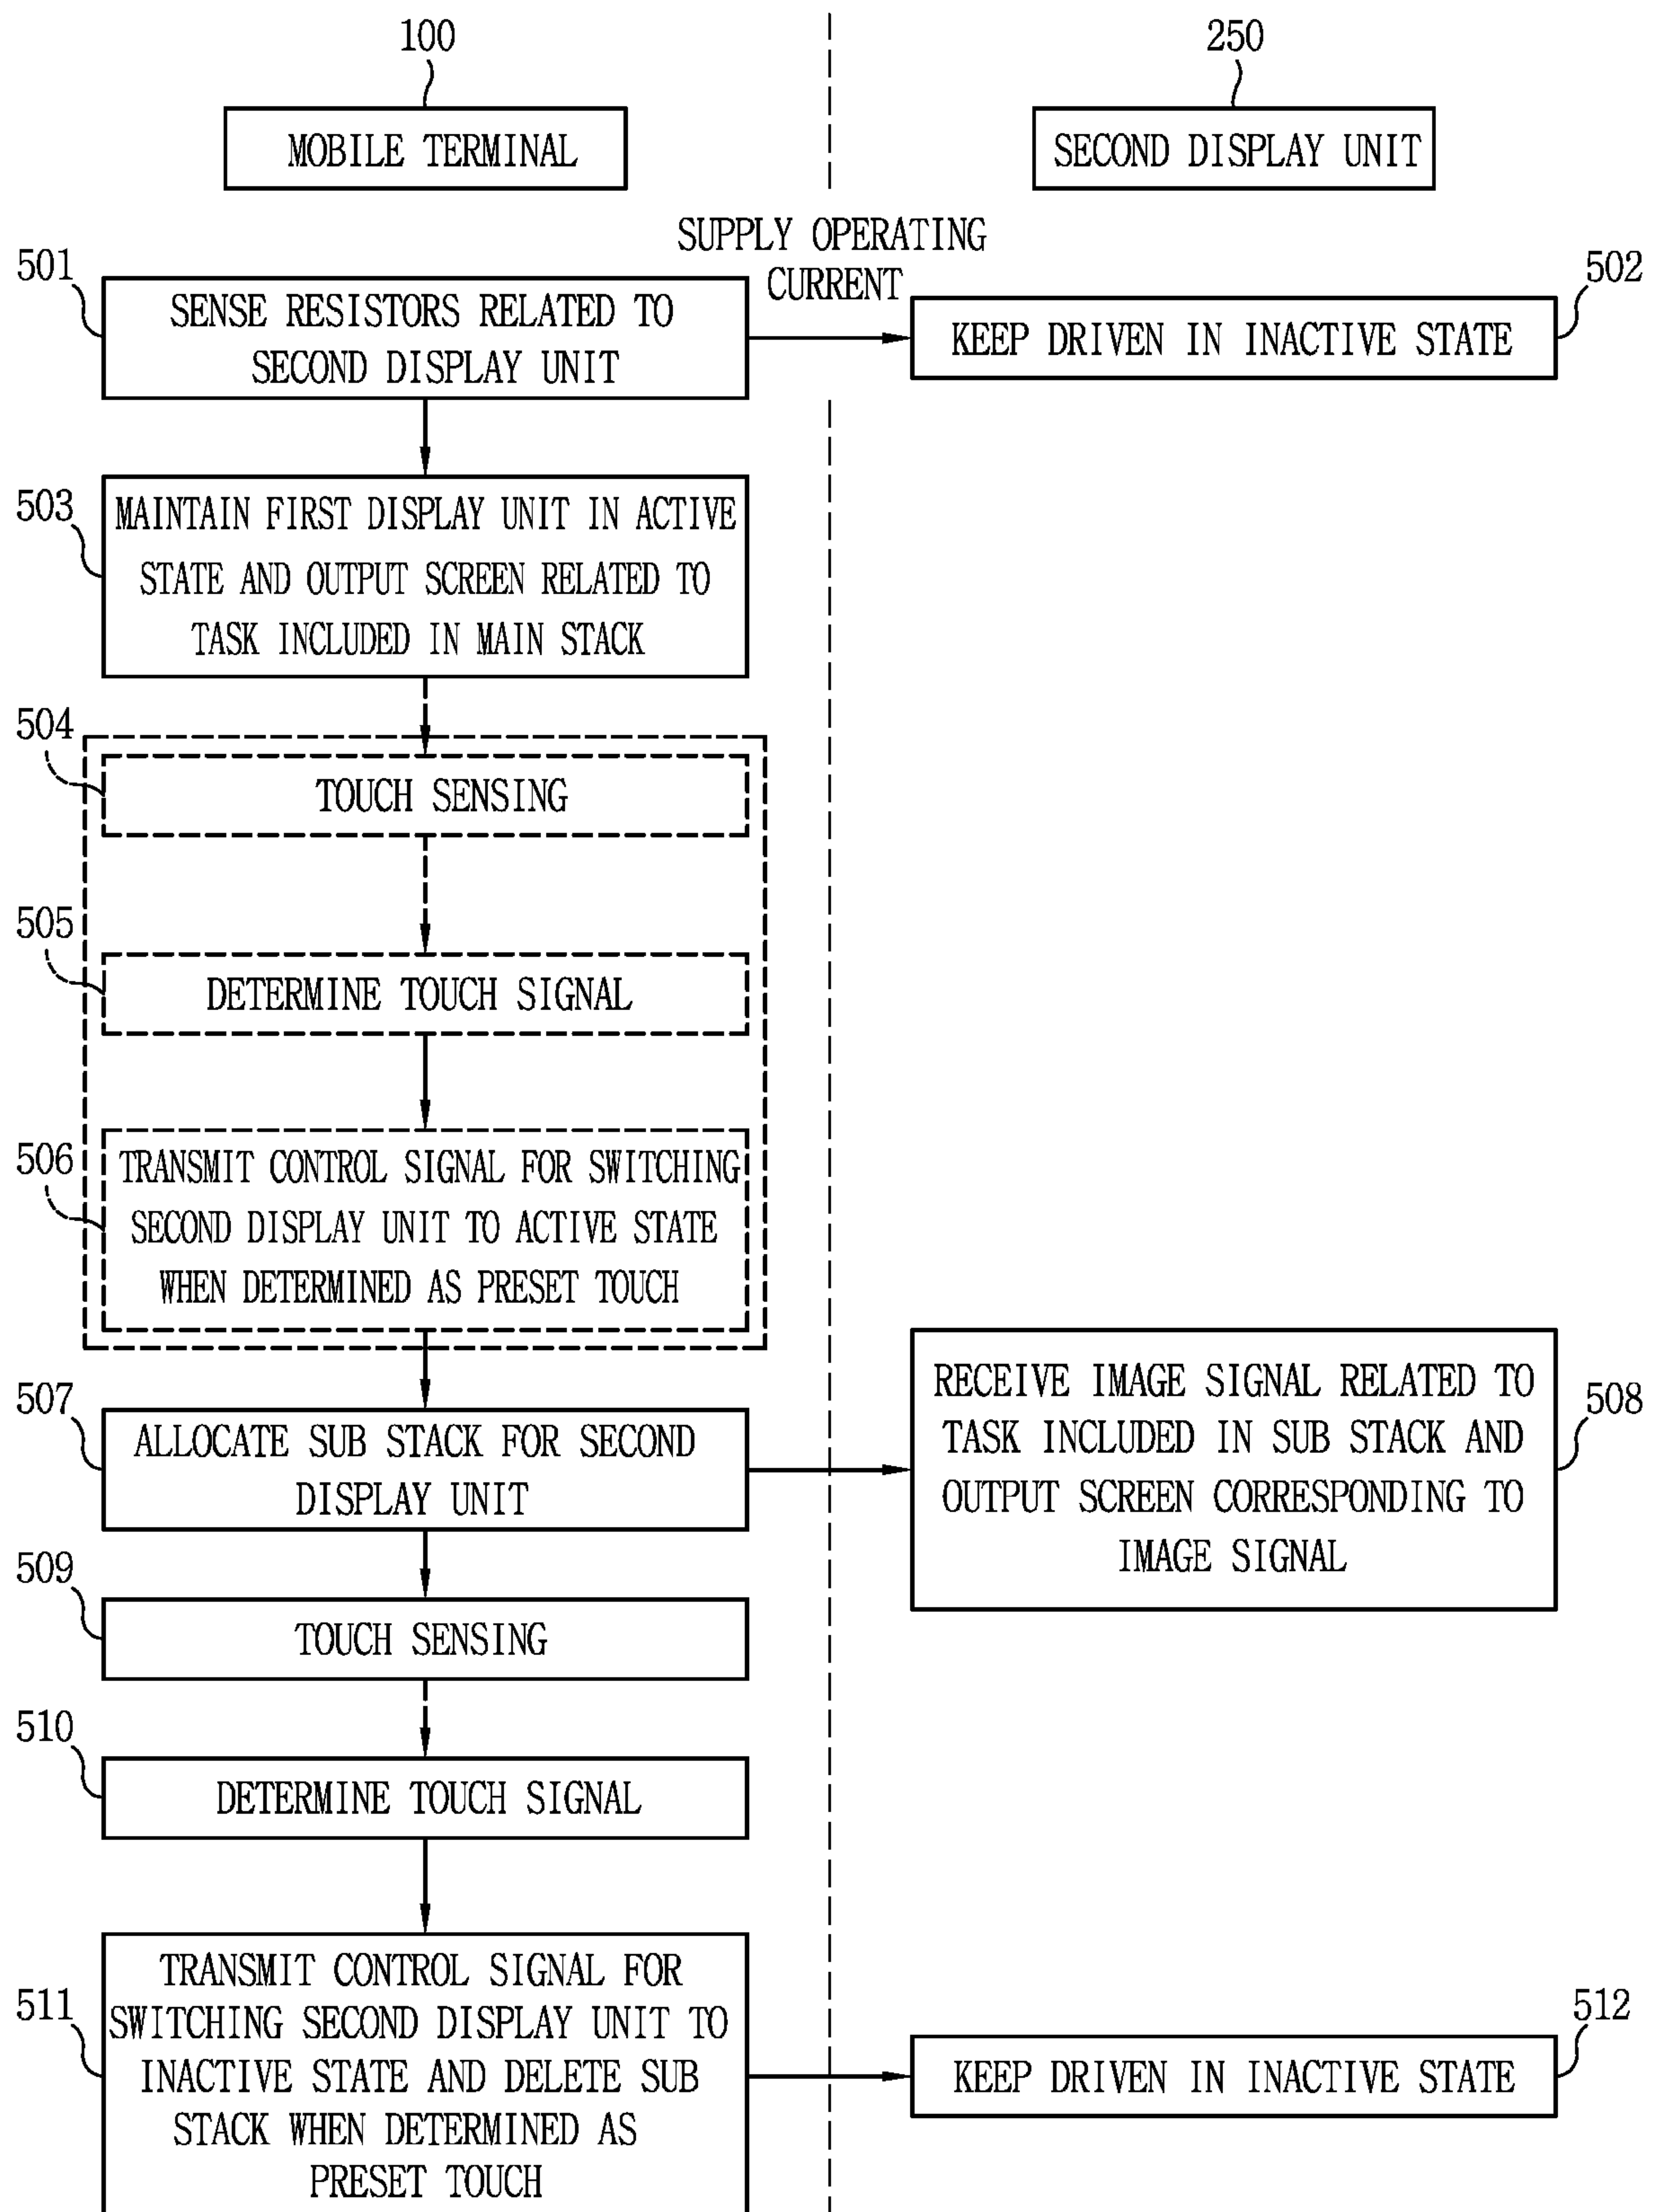 100
250
MOBILE TERMINAL
SECOND DISPLAY UNIT
SUPPLY OPERATING
CURRENT
501
SENSE RESISTORS RELATED TO
SECOND DISPLAY UNIT
502
KEEP DRIVEN IN INACTIVE STATE
503
MAINTAIN FIRST DISPLAY UNIT IN ACTIVE
STATE AND OUTPUT SCREEN RELATED TO
TASK INCLUDED IN MAIN STACK
504
TOUCH SENSING
505
DETERMINE TOUCH SIGNAL
506
TRANSMIT CONTROL SIGNAL FOR SWITCHING
SECOND DISPLAY UNIT TO ACTIVE STATE
WHEN DETERMINED AS PRESET TOUCH
507
ALLOCATE SUB STACK FOR SECOND
DISPLAY UNIT
508
RECEIVE IMAGE SIGNAL RELATED TO
TASK INCLUDED IN SUB STACK AND
OUTPUT SCREEN CORRESPONDING TO
IMAGE SIGNAL
509
TOUCH SENSING
510
DETERMINE TOUCH SIGNAL
511
TRANSMIT CONTROL SIGNAL FOR
SWITCHING SECOND DISPLAY UNIT TO
INACTIVE STATE AND DELETE SUB
STACK WHEN DETERMINED AS
PRESET TOUCH
512
KEEP DRIVEN IN INACTIVE STATE